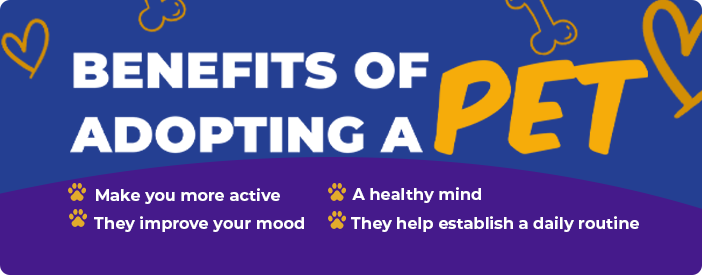 BENEFITS OF
ADOPTING A PET
Make you more active
A healthy mind
They improve your mood
They help establish a daily routine